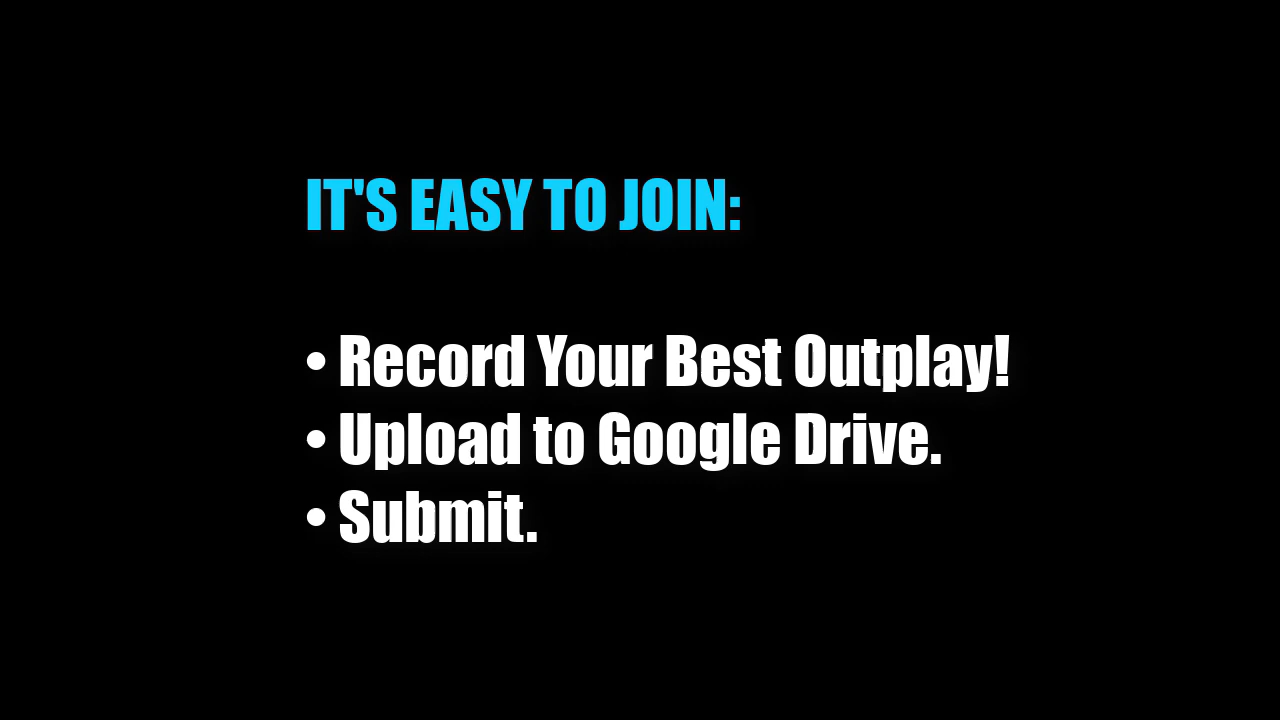 IT'S EASY TO JOIN:
• Record Your Best Outplay!
• Upload to Google Drive.
• Submit.